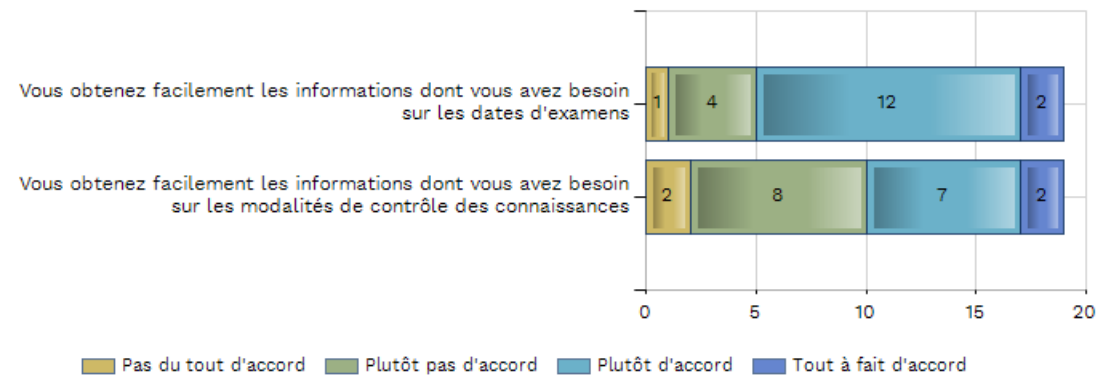 Vous obtenez facilement les informations dont vous avez besoin
sur les dates d'examens
1 4 12 2
Vous obtenez facilement les informations dont vous avez besoin
sur les modalités de contrôle des connaissances
2 8 7 2
0 5 10 15 20
Pas du tout d'accord Plutôt pas d'accord Plutôt d'accord Tout à fait d'accord